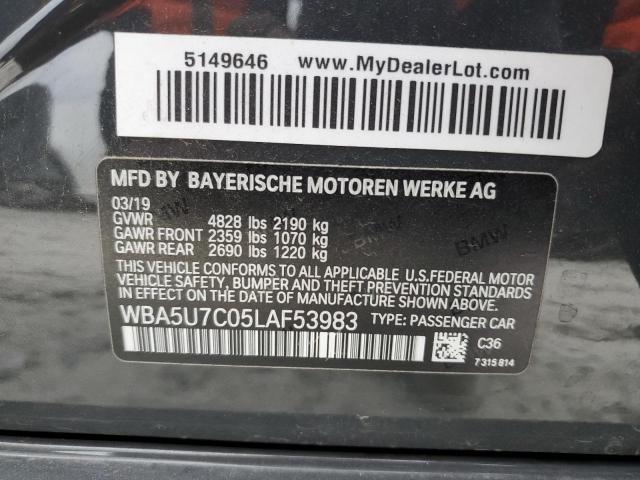 5149646 www.MyDealerLot.com
MFD BY BAYERISCHE MOTOREN WERKE AG
03/19
GVWR 4828 lbs 2190 kg
GAWR FRONT 2359 lbs 1070 kg
GAWR REAR 2690 lbs 1220 kg
THIS VEHICLE CONFORMS TO ALL APPLICABLE U.S.FEDERAL MOTOR
VEHICLE SAFETY, BUMPER AND THEFT PREVENTION STANDARDS
IN EFFECT ON THE DATE OF MANUFACTURE SHOWN ABOVE.
WBA5U7C05LAF53983 TYPE: PASSENGER CAR
C36
7315814
BMW